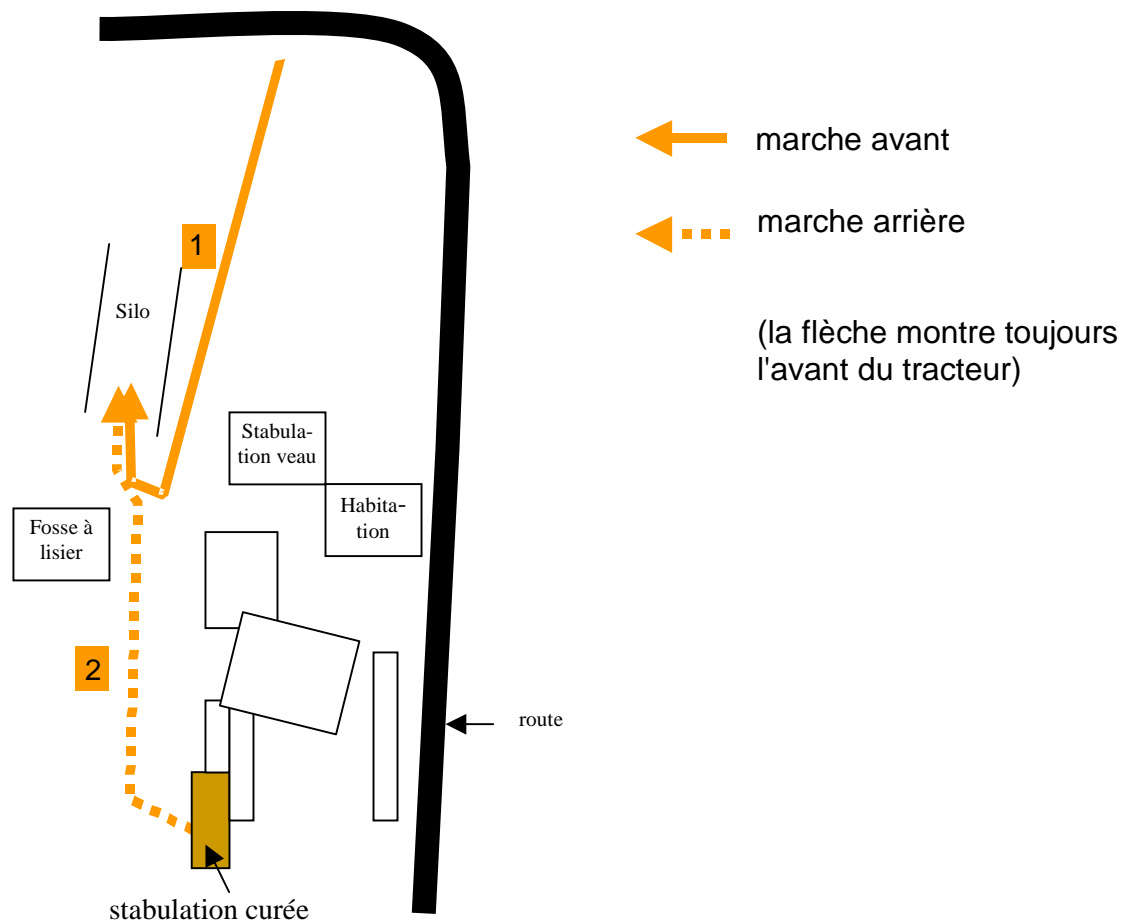 marche avant
marche arrière
(la flèche montre toujours
l'avant du tracteur)
1
Silo
Stabula-
tion veau
Habita-
tion
Fosse à
lisier
2
route
stabulation curée